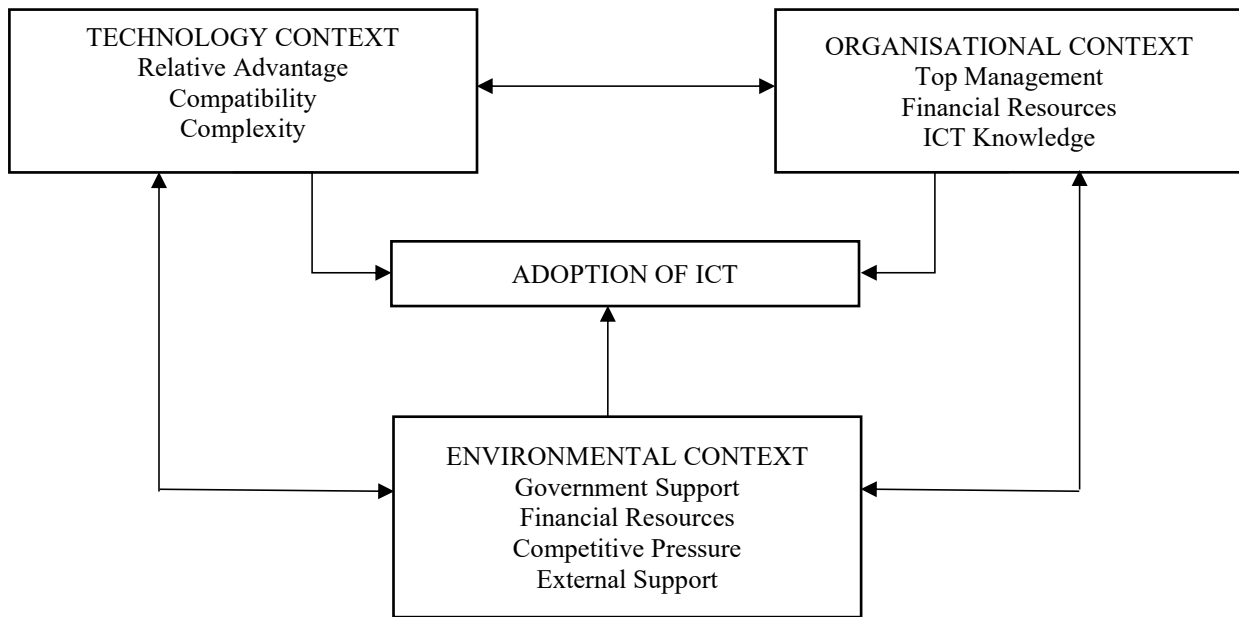 TECHNOLOGY CONTEXT
Relative Advantage
Compatibility
Complexity
ORGANISATIONAL CONTEXT
Top Management
Financial Resources
ICT Knowledge
ADOPTION OF ICT
ENVIRONMENTAL CONTEXT
Government Support
Financial Resources
Competitive Pressure
External Support